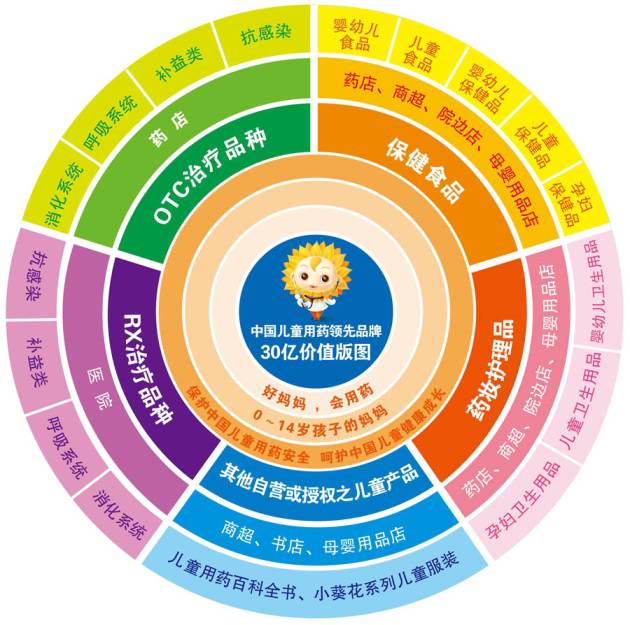 中国儿童用药领先品牌
30亿价值版图
好妈妈，会用药
0~14岁孩子的妈妈
保护中国儿童用药安全 呵护中国儿童健康成长
OTC治疗品种
药店
消化系统
呼吸系统
补益类
抗感染
保健食品
药店、商超、院边店、母婴用品店
婴幼儿
食品
儿童
食品
婴幼儿
保健品
儿童
保健品
孕妇
保健品
药妆护理品
药店、商超、院边店、母婴用品店
婴幼儿卫生用品
儿童卫生用品
孕妇卫生用品
其他自营或授权之儿童产品
商超、书店、母婴用品店
儿童用药百科全书、小葵花系列儿童服装
RX治疗品种
医院
抗感染
补益类
呼吸系统
消化系统